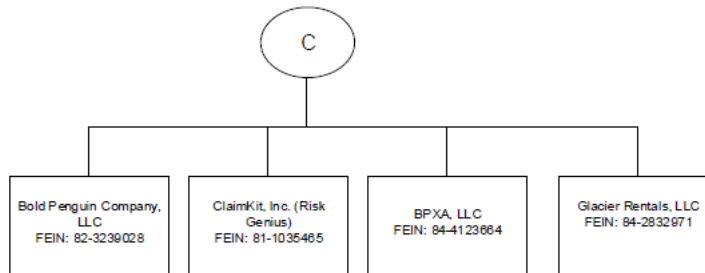 C
Bold Penguin Company,
LLC
FEIN: 82-3239028
ClaimKit, Inc. (Risk
Genius)
FEIN: 81-1035465
BPXA, LLC
FEIN: 84-4123664
Glacier Rentals, LLC
FEIN: 84-2832971